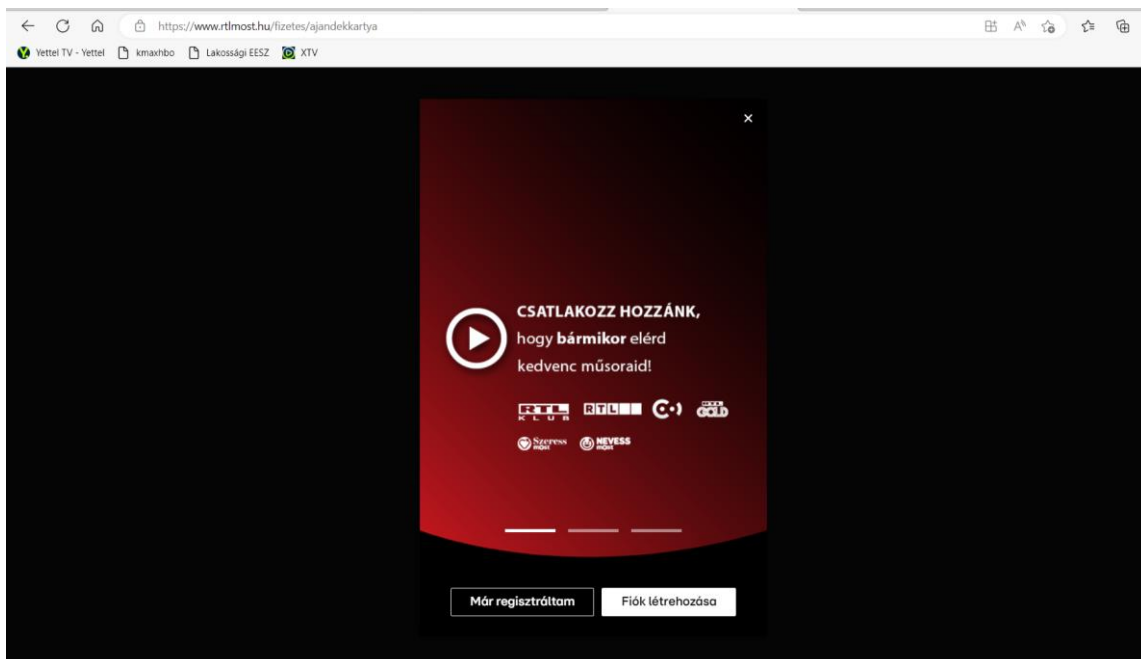 https://www.rtlmost.hu/fizetes/ajandekkartya
Yettel TV - Yettel kmaxhbo Lakossági EESZ XTV
CSATLAKOZZ HOZZÁNK,
hogy bármikor elérd
kedvenc műsoraid!
RTL KLUB RTL GOLD
Szeress MOST NEVESS MOST
Már regisztráltam Fiók létrehozása